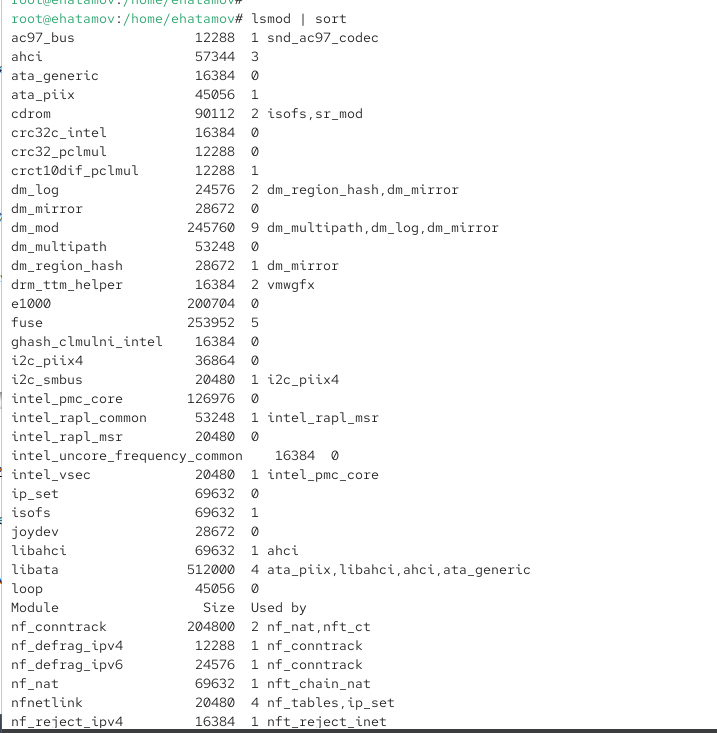 root@ehatamov:/home/ehatamov#
root@ehatamov:/home/ehatamov# lsmod | sort
ac97_bus 12288 1 snd_ac97_codec
ahci 57344 3
ata_generic 16384 0
ata_piix 45056 1
cdrom 90112 2 isofs,sr_mod
crc32c_intel 16384 0
crc32_pclmul 12288 0
crct10dif_pclmul 12288 1
dm_log 24576 2 dm_region_hash,dm_mirror
dm_mirror 28672 0
dm_mod 245760 9 dm_multipath,dm_log,dm_mirror
dm_multipath 53248 0
dm_region_hash 28672 1 dm_mirror
drm_ttm_helper 16384 2 vmwgfx
e1000 200704 0
fuse 253952 5
ghash_clmulni_intel 16384 0
i2c_piix4 36864 0
i2c_smbus 20480 1 i2c_piix4
intel_pmc_core 126976 0
intel_rapl_common 53248 1 intel_rapl_msr
intel_rapl_msr 20480 0
intel_uncore_frequency_common 16384 0
intel_vsec 20480 1 intel_pmc_core
ip_set 69632 0
isofs 69632 1
joydev 28672 0
libahci 69632 1 ahci
libata 512000 4 ata_piix,libahci,ahci,ata_generic
loop 45056 0
Module Size Used by
nf_conntrack 204800 2 nf_nat,nft_ct
nf_defrag_ipv4 12288 1 nf_conntrack
nf_defrag_ipv6 24576 1 nf_conntrack
nf_nat 69632 1 nft_chain_nat
nfnetlink 20480 4 nf_tables,ip_set
nf_reject_ipv4 16384 1 nft_reject_inet